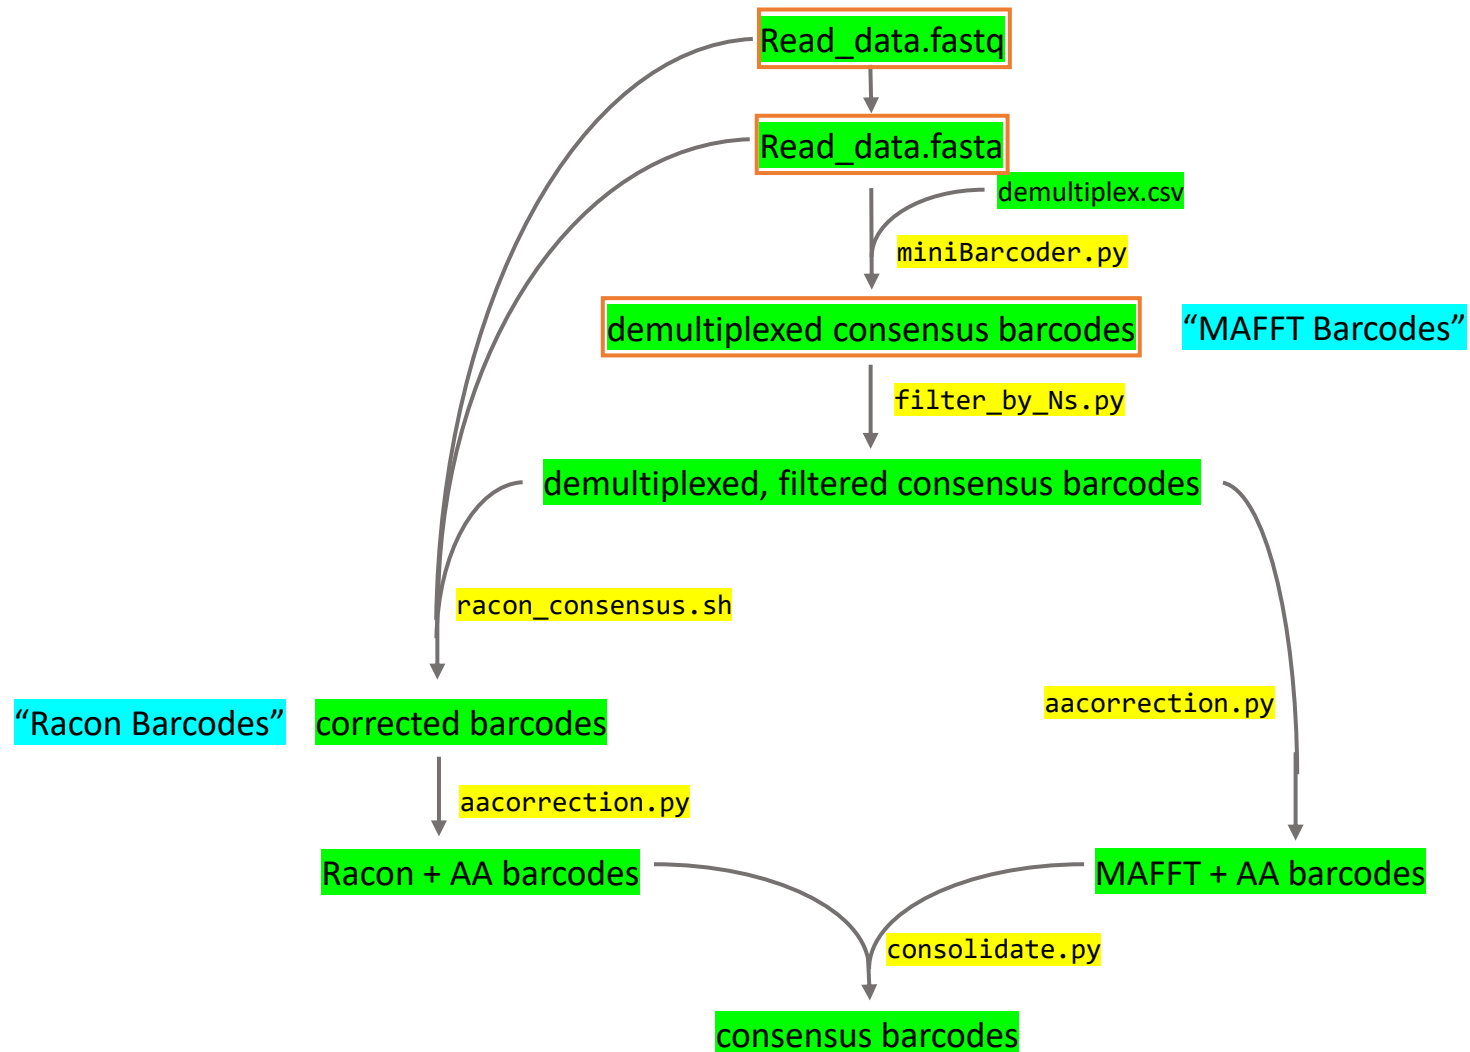 Read_data.fastq
Read_data.fasta
demultiplex.csv
miniBarcoder.py
demultiplexed consensus barcodes
“MAFFT Barcodes”
filter_by_Ns.py
demultiplexed, filtered consensus barcodes
racon_consensus.sh
aacorrection.py
“Racon Barcodes”
corrected barcodes
aacorrection.py
Racon + AA barcodes
MAFFT + AA barcodes
consolidate.py
consensus barcodes